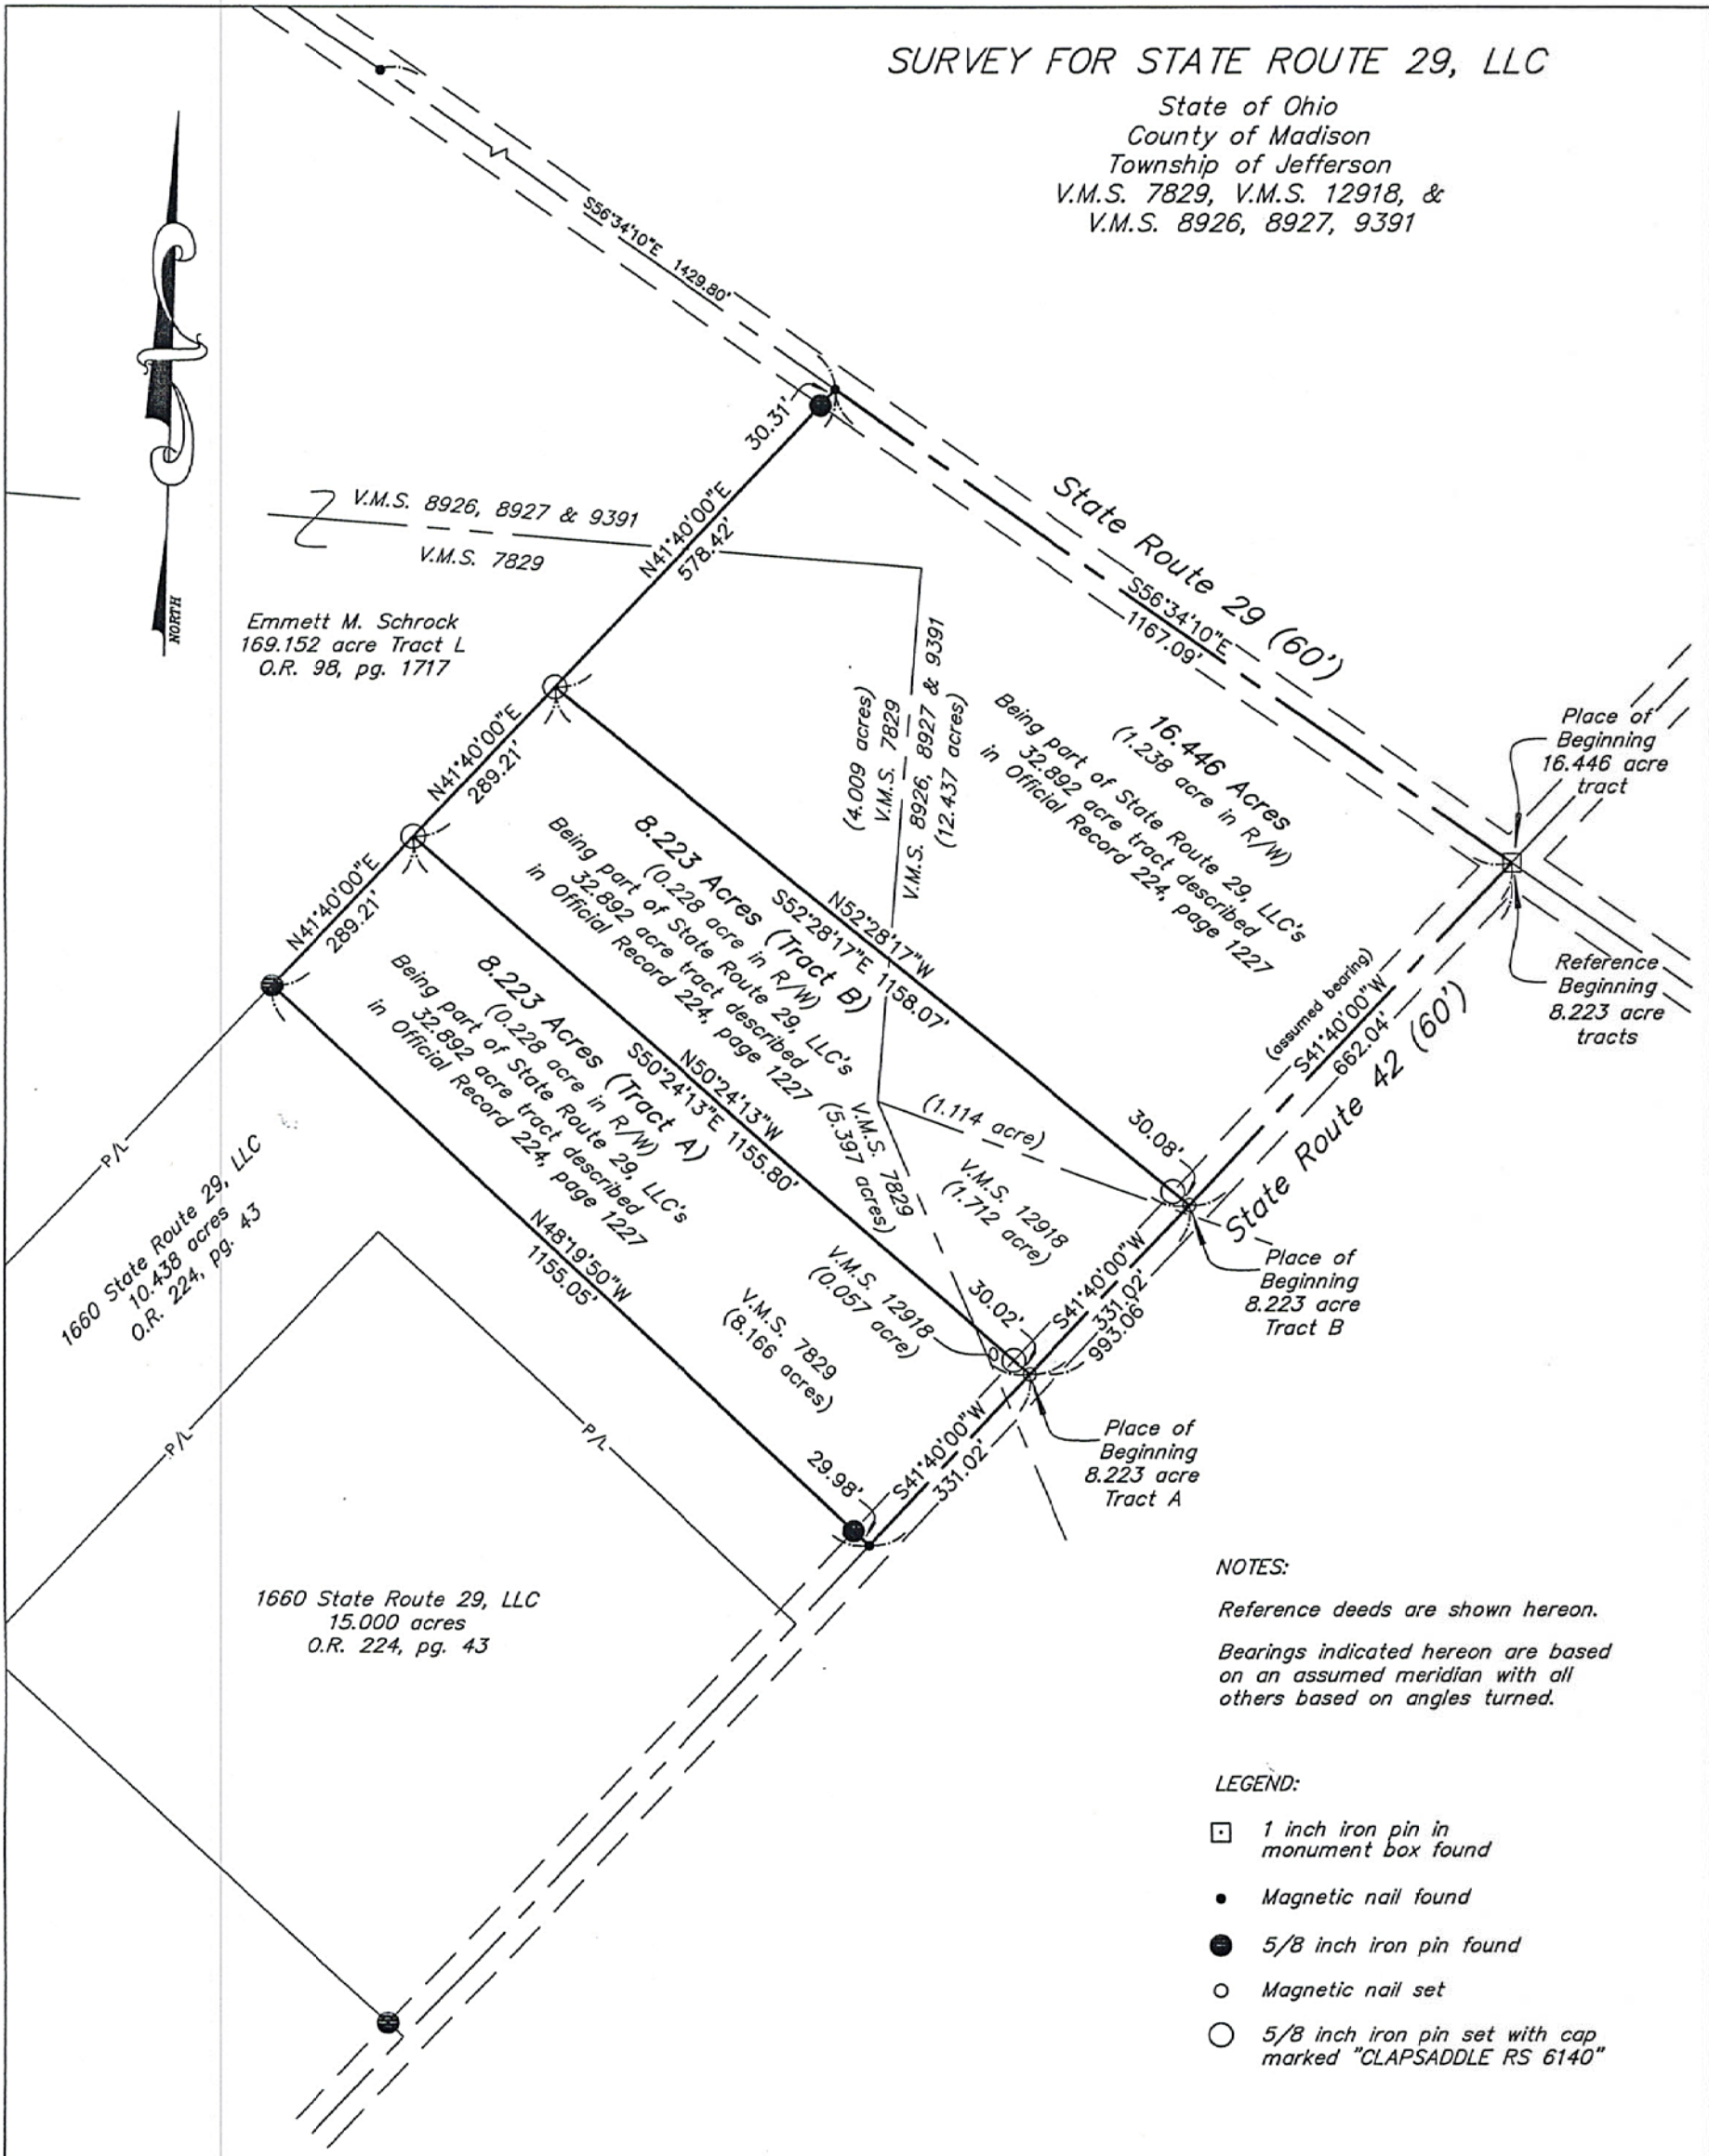 SURVEY FOR STATE ROUTE 29, LLC
State of Ohio
County of Madison
Township of Jefferson
V.M.S. 7829, V.M.S. 12918, &
V.M.S. 8926, 8927, 9391
NORTH
S56°34'10"E 1429.80'
30.31'
N41°40'00"E
578.42'
V.M.S. 8926, 8927 & 9391
V.M.S. 7829
Emmett M. Schrock
169.152 acre Tract L
O.R. 98, pg. 1717
State Route 29 (60')
S56°34'10"E
1167.09'
(4.009 acres)
V.M.S. 7829
V.M.S. 8926, 8927 & 9391
(12.437 acres)
16.446 Acres
(1.238 acre in R/W)
Being part of State Route 29, LLC's
32.892 acre tract described
in Official Record 224, page 1227
Place of
Beginning
16.446 acre
tract
Reference
Beginning
8.223 acre
tracts
N41°40'00"E
289.21'
8.223 Acres (Tract B)
(0.228 acre in R/W)
Being part of State Route 29, LLC's
32.892 acre tract described
in Official Record 224, page 1227
N52°28'17"W
S52°28'17"E 1158.07'
(assumed bearing)
S41°40'00"W
662.04'
State Route 42 (60')
N41°40'00"E
289.21'
8.223 Acres (Tract A)
(0.228 acre in R/W)
Being part of State Route 29, LLC's
32.892 acre tract described
in Official Record 224, page 1227
N50°24'13"W
S50°24'13"E 1155.80'
V.M.S. 7829
(5.397 acres)
(1.114 acre)
V.M.S. 12918
(1.712 acre)
30.08'
Place of
Beginning
8.223 acre
Tract B
S41°40'00"W
331.02'
993.06'
30.02'
V.M.S. 12918
(0.057 acre)
V.M.S. 7829
(8.166 acres)
N48°19'50"W
1155.05'
P/L
1660 State Route 29, LLC
10.438 acres
O.R. 224, pg. 43
P/L
P/L
29.98'
S41°40'00"W
331.02'
Place of
Beginning
8.223 acre
Tract A
1660 State Route 29, LLC
15.000 acres
O.R. 224, pg. 43
NOTES:
Reference deeds are shown hereon.
Bearings indicated hereon are based
on an assumed meridian with all
others based on angles turned.
LEGEND:
1 inch iron pin in
monument box found
Magnetic nail found
5/8 inch iron pin found
Magnetic nail set
5/8 inch iron pin set with cap
marked "CLAPSADDLE RS 6140"